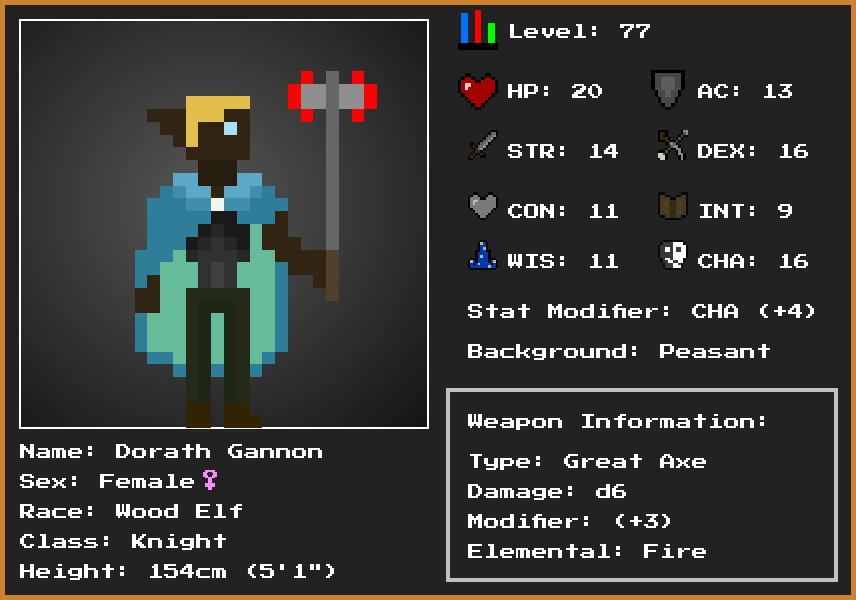 Level: 77
HP: 20 AC: 13
STR: 14 DEX: 16
CON: 11 INT: 9
WIS: 11 CHA: 16
Stat Modifier: CHA (+4)
Background: Peasant
Weapon Information:
Type: Great Axe
Damage: d6
Modifier: (+3)
Elemental: Fire
Name: Dorath Gannon
Sex: Female♀
Race: Wood Elf
Class: Knight
Height: 154cm (5'1")